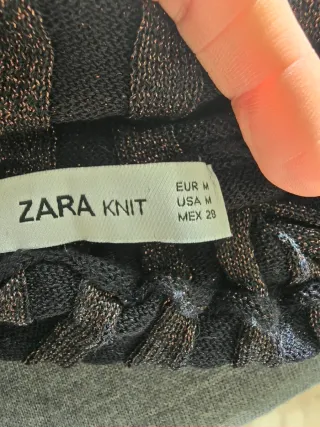 ZARA KNIT
EUR M
USA M
MEX 28